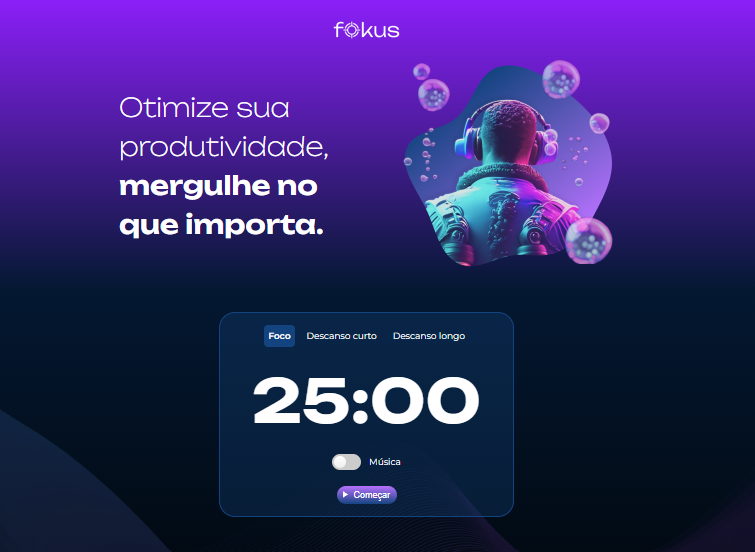 fokus
Otimize sua
produtividade,
mergulhe no
que importa.
Foco Descanso curto Descanso longo
25:00
Música
Começar